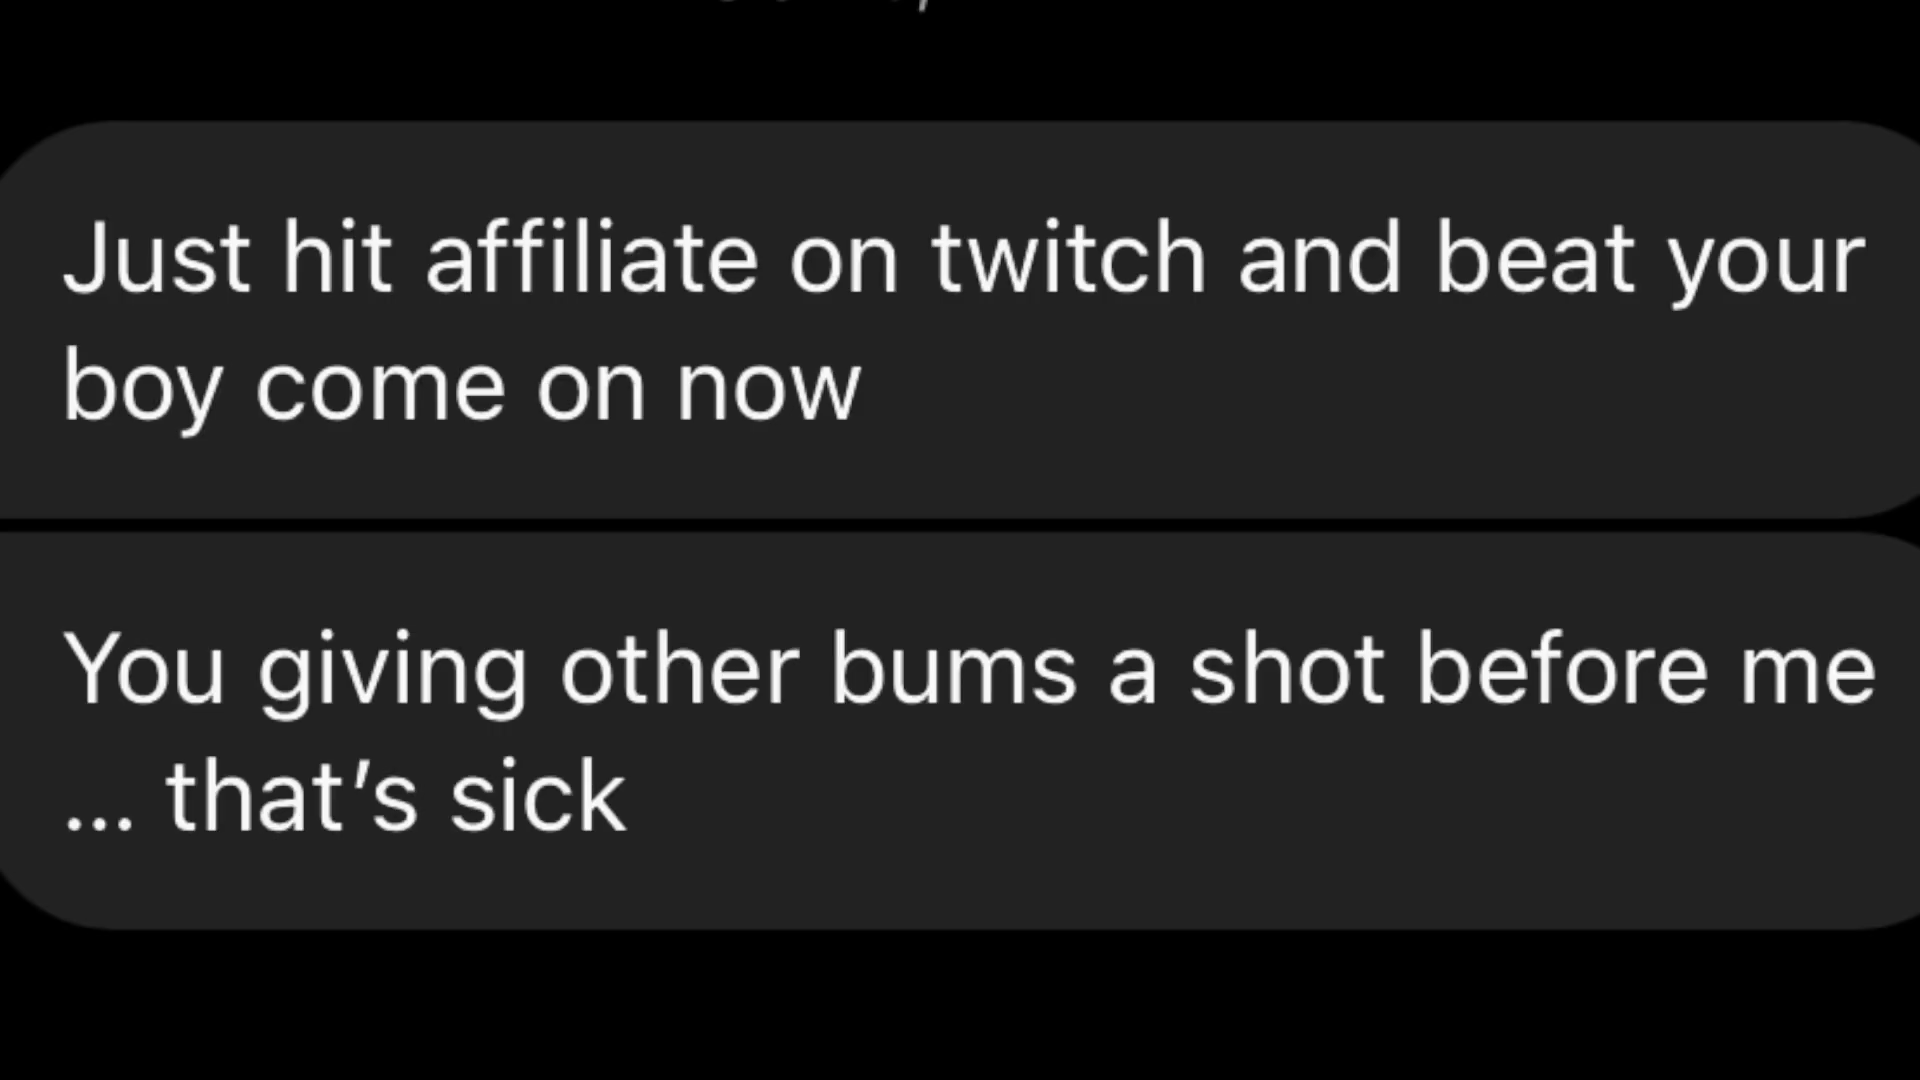 Just hit affiliate on twitch and beat your
boy come on now
You giving other bums a shot before me
... that's sick